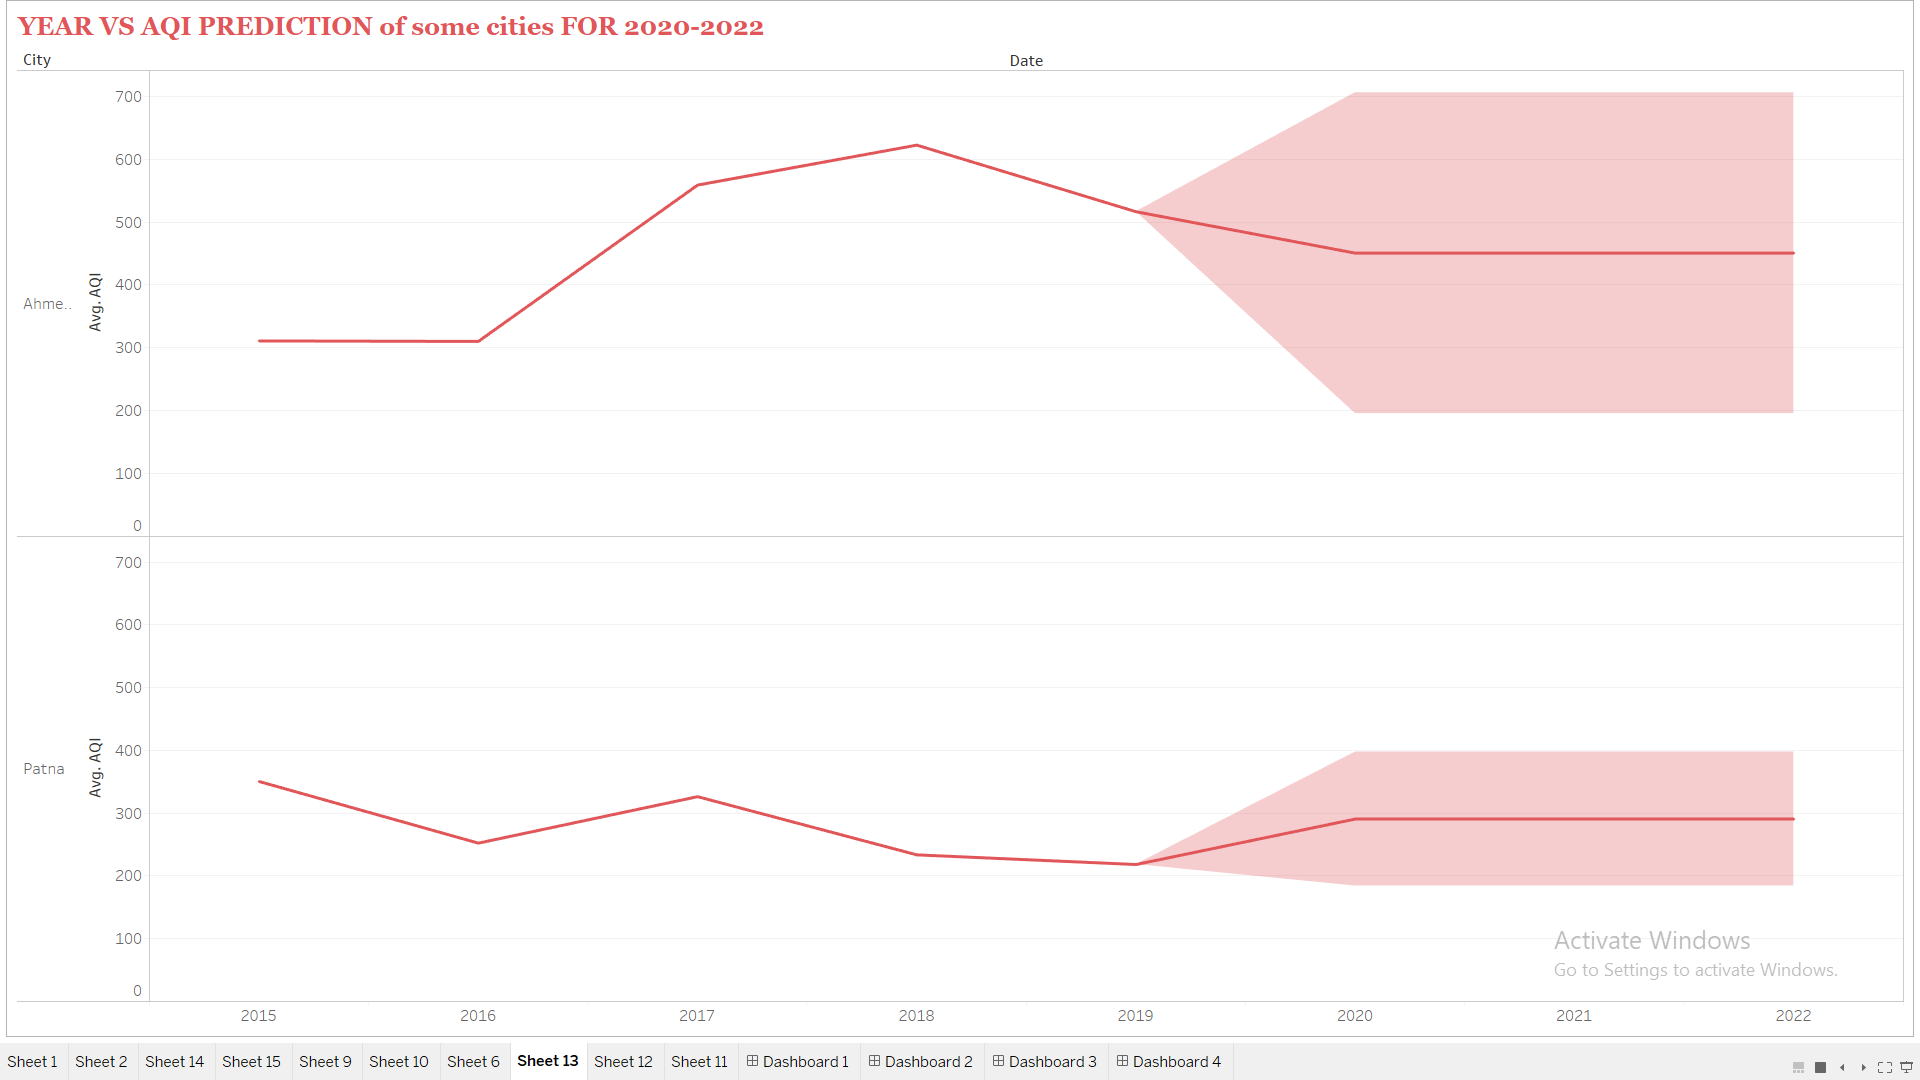 YEAR VS AQI PREDICTION of some cities FOR 2020-2022
City
Date
700
600
500
400
300
200
100
0
Ahme..
Avg. AQI
700
600
500
400
300
200
100
0
Patna
Avg. AQI
2015 2016 2017 2018 2019 2020 2021 2022
Activate Windows
Go to Settings to activate Windows.
Sheet 1 Sheet 2 Sheet 14 Sheet 15 Sheet 9 Sheet 10 Sheet 6 Sheet 13 Sheet 12 Sheet 11 Dashboard 1 Dashboard 2 Dashboard 3 Dashboard 4